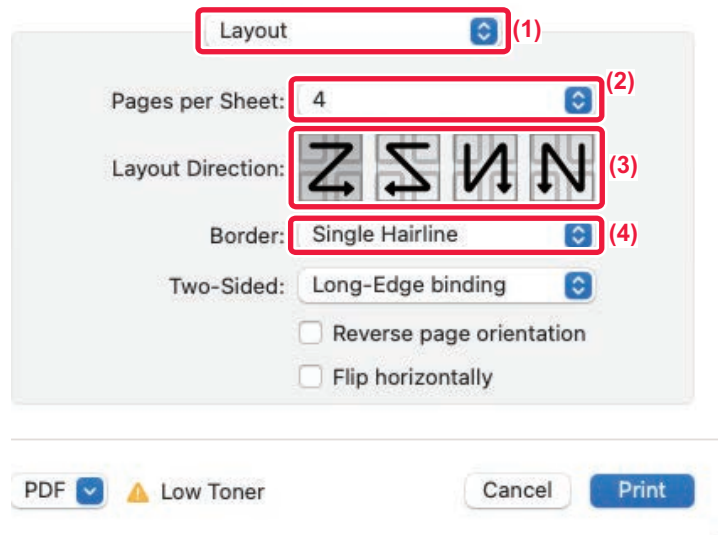 Layout (1)
Pages per Sheet: 4 (2)
Layout Direction: (3)
Border: Single Hairline (4)
Two-Sided: Long-Edge binding
Reverse page orientation
Flip horizontally
PDF Low Toner Cancel Print